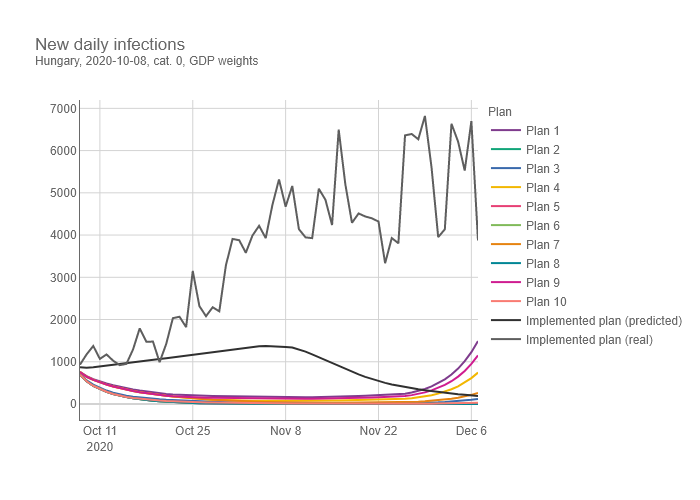 New daily infections
Hungary, 2020-10-08, cat. 0, GDP weights
Plan
7000
6000
5000
4000
3000
2000
1000
0
Plan 1
Plan 2
Plan 3
Plan 4
Plan 5
Plan 6
Plan 7
Plan 8
Plan 9
Plan 10
Implemented plan (predicted)
Implemented plan (real)
Oct 11 Oct 25 Nov 8 Nov 22 Dec 6
2020